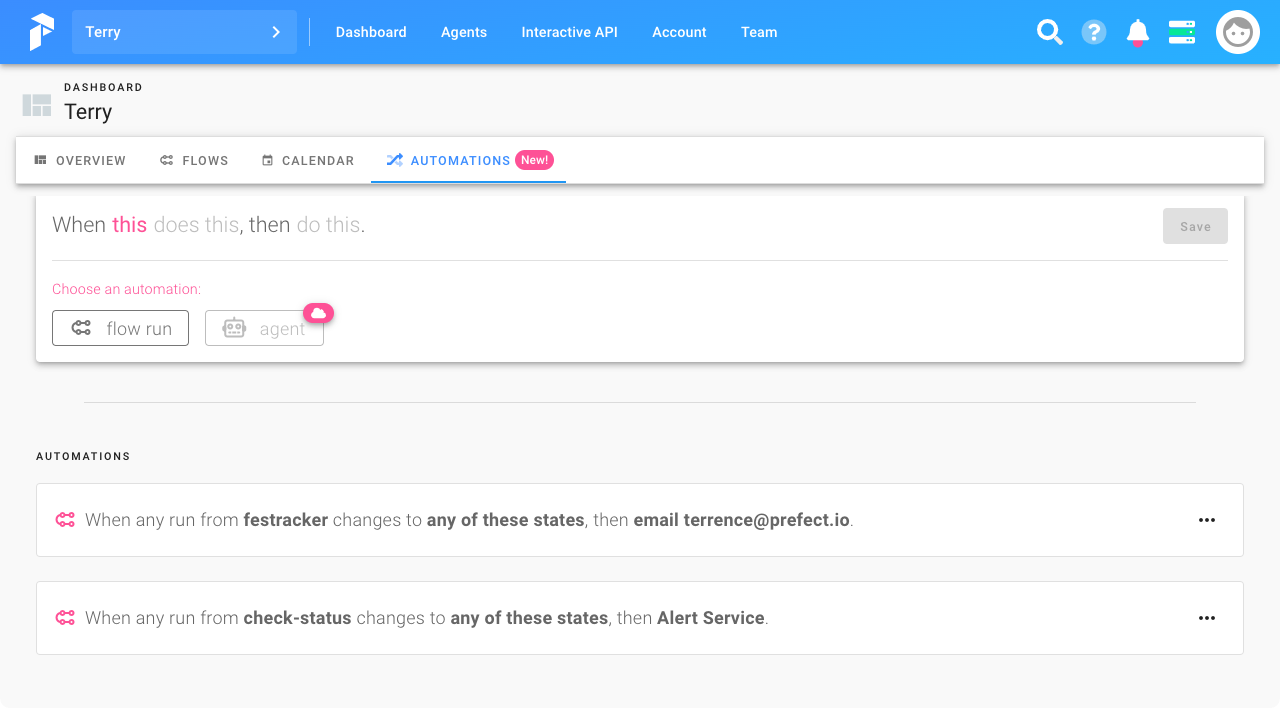 Terry
Dashboard
Agents
Interactive API
Account
Team
?
DASHBOARD
Terry
OVERVIEW
FLOWS
CALENDAR
AUTOMATIONS New!
When this does this, then do this.
Save
Choose an automation:
flow run
agent
AUTOMATIONS
When any run from festracker changes to any of these states, then email terrence@prefect.io.
When any run from check-status changes to any of these states, then Alert Service.